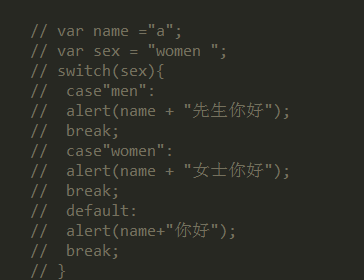 // var name ="a";
// var sex = "women ";
// switch(sex){
//  case"men":
//  alert(name + "先生你好");
//  break;
//  case"women":
//  alert(name + "女士你好");
//  break;
//  default:
//  alert(name+"你好");
//  break;
// }